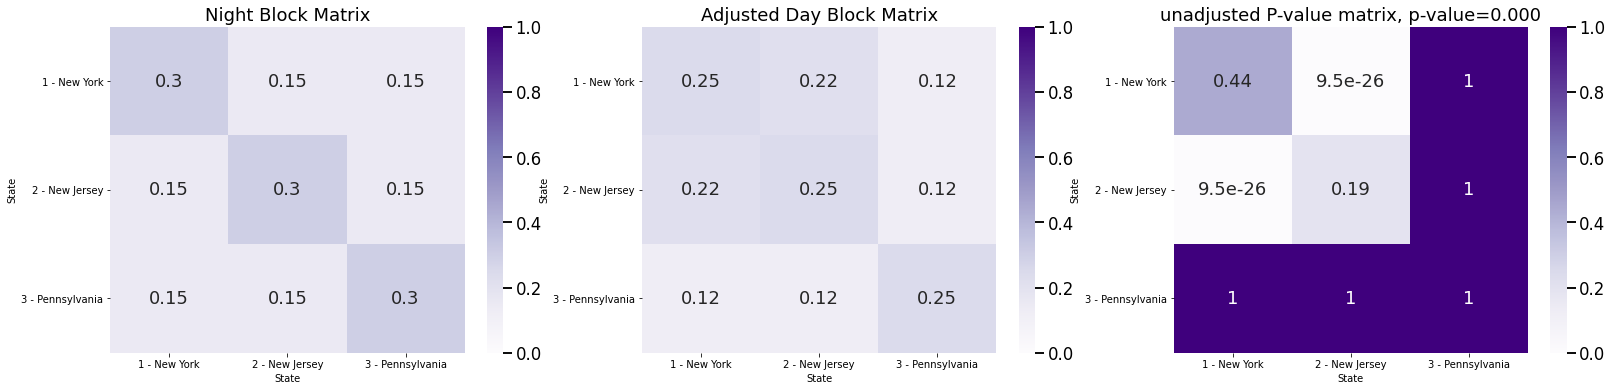 Night Block Matrix
State
1 - New York
2 - New Jersey
3 - Pennsylvania
0.3 0.15 0.15
0.15 0.3 0.15
0.15 0.15 0.3
1 - New York 2 - New Jersey 3 - Pennsylvania
State
1.0
0.8
0.6
0.4
0.2
0.0
Adjusted Day Block Matrix
State
1 - New York
2 - New Jersey
3 - Pennsylvania
0.25 0.22 0.12
0.22 0.25 0.12
0.12 0.12 0.25
1 - New York 2 - New Jersey 3 - Pennsylvania
State
1.0
0.8
0.6
0.4
0.2
0.0
unadjusted P-value matrix, p-value=0.000
State
1 - New York
2 - New Jersey
3 - Pennsylvania
0.44 9.5e-26 1
9.5e-26 0.19 1
1 1 1
1 - New York 2 - New Jersey 3 - Pennsylvania
State
1.0
0.8
0.6
0.4
0.2
0.0